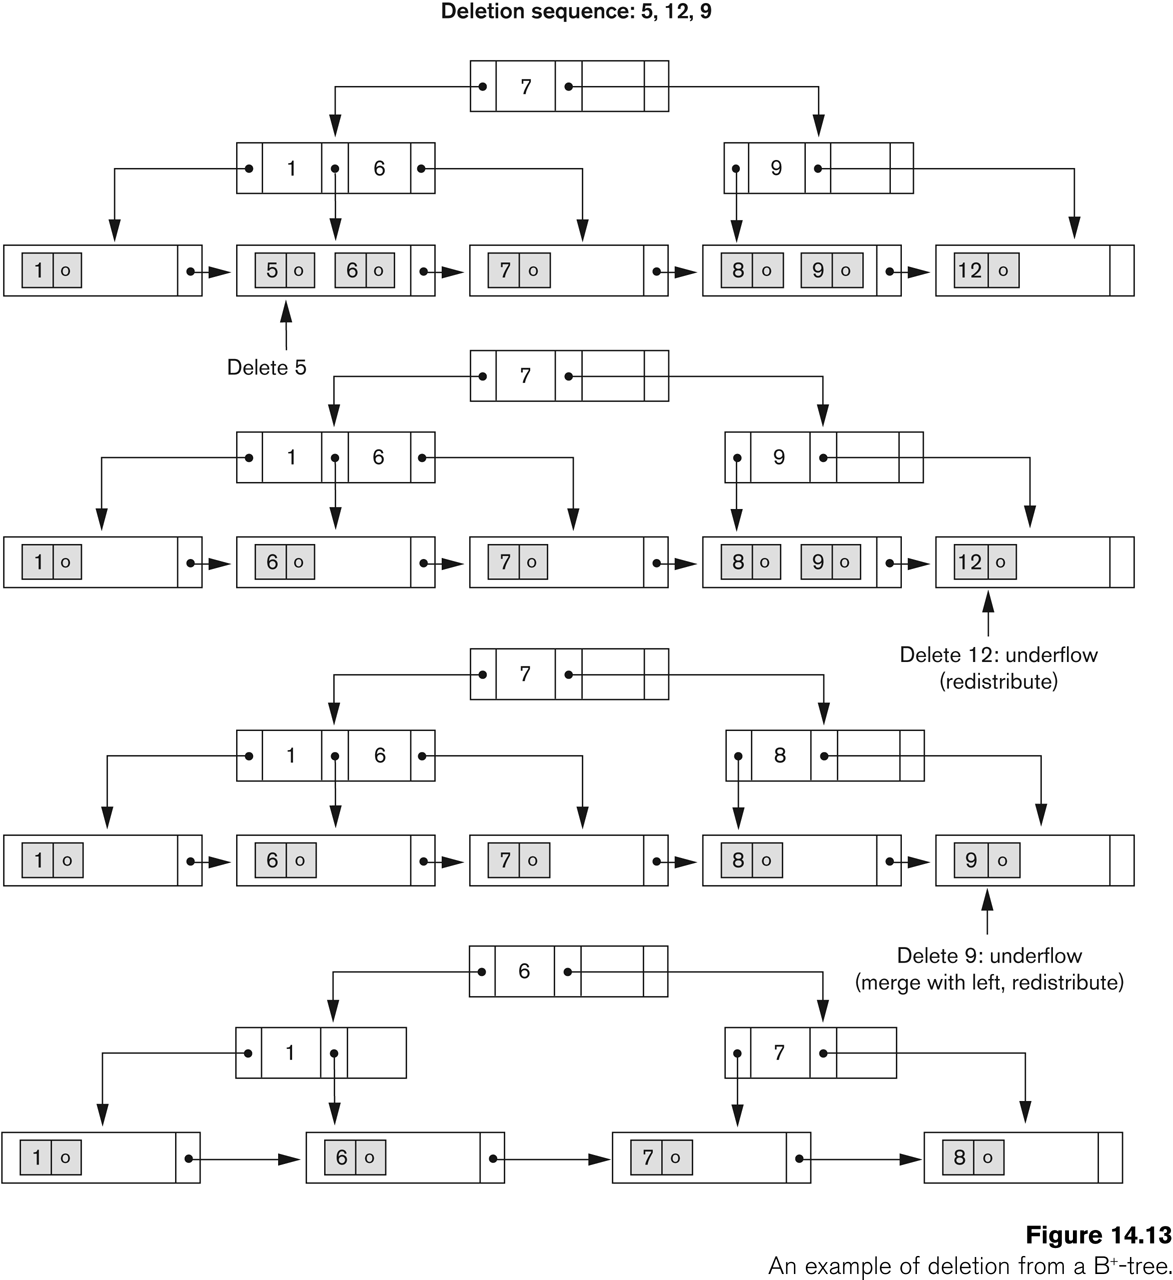 Deletion sequence: 5, 12, 9
7
1 6 9
1 o 5 o 6 o 7 o 8 o 9 o 12 o
Delete 5
7
1 6 9
1 o 6 o 7 o 8 o 9 o 12 o
Delete 12: underflow
(redistribute)
7
1 6 8
1 o 6 o 7 o 8 o 9 o
Delete 9: underflow
(merge with left, redistribute)
6
1 7
1 o 6 o 7 o 8 o
Figure 14.13
An example of deletion from a B⁺-tree.